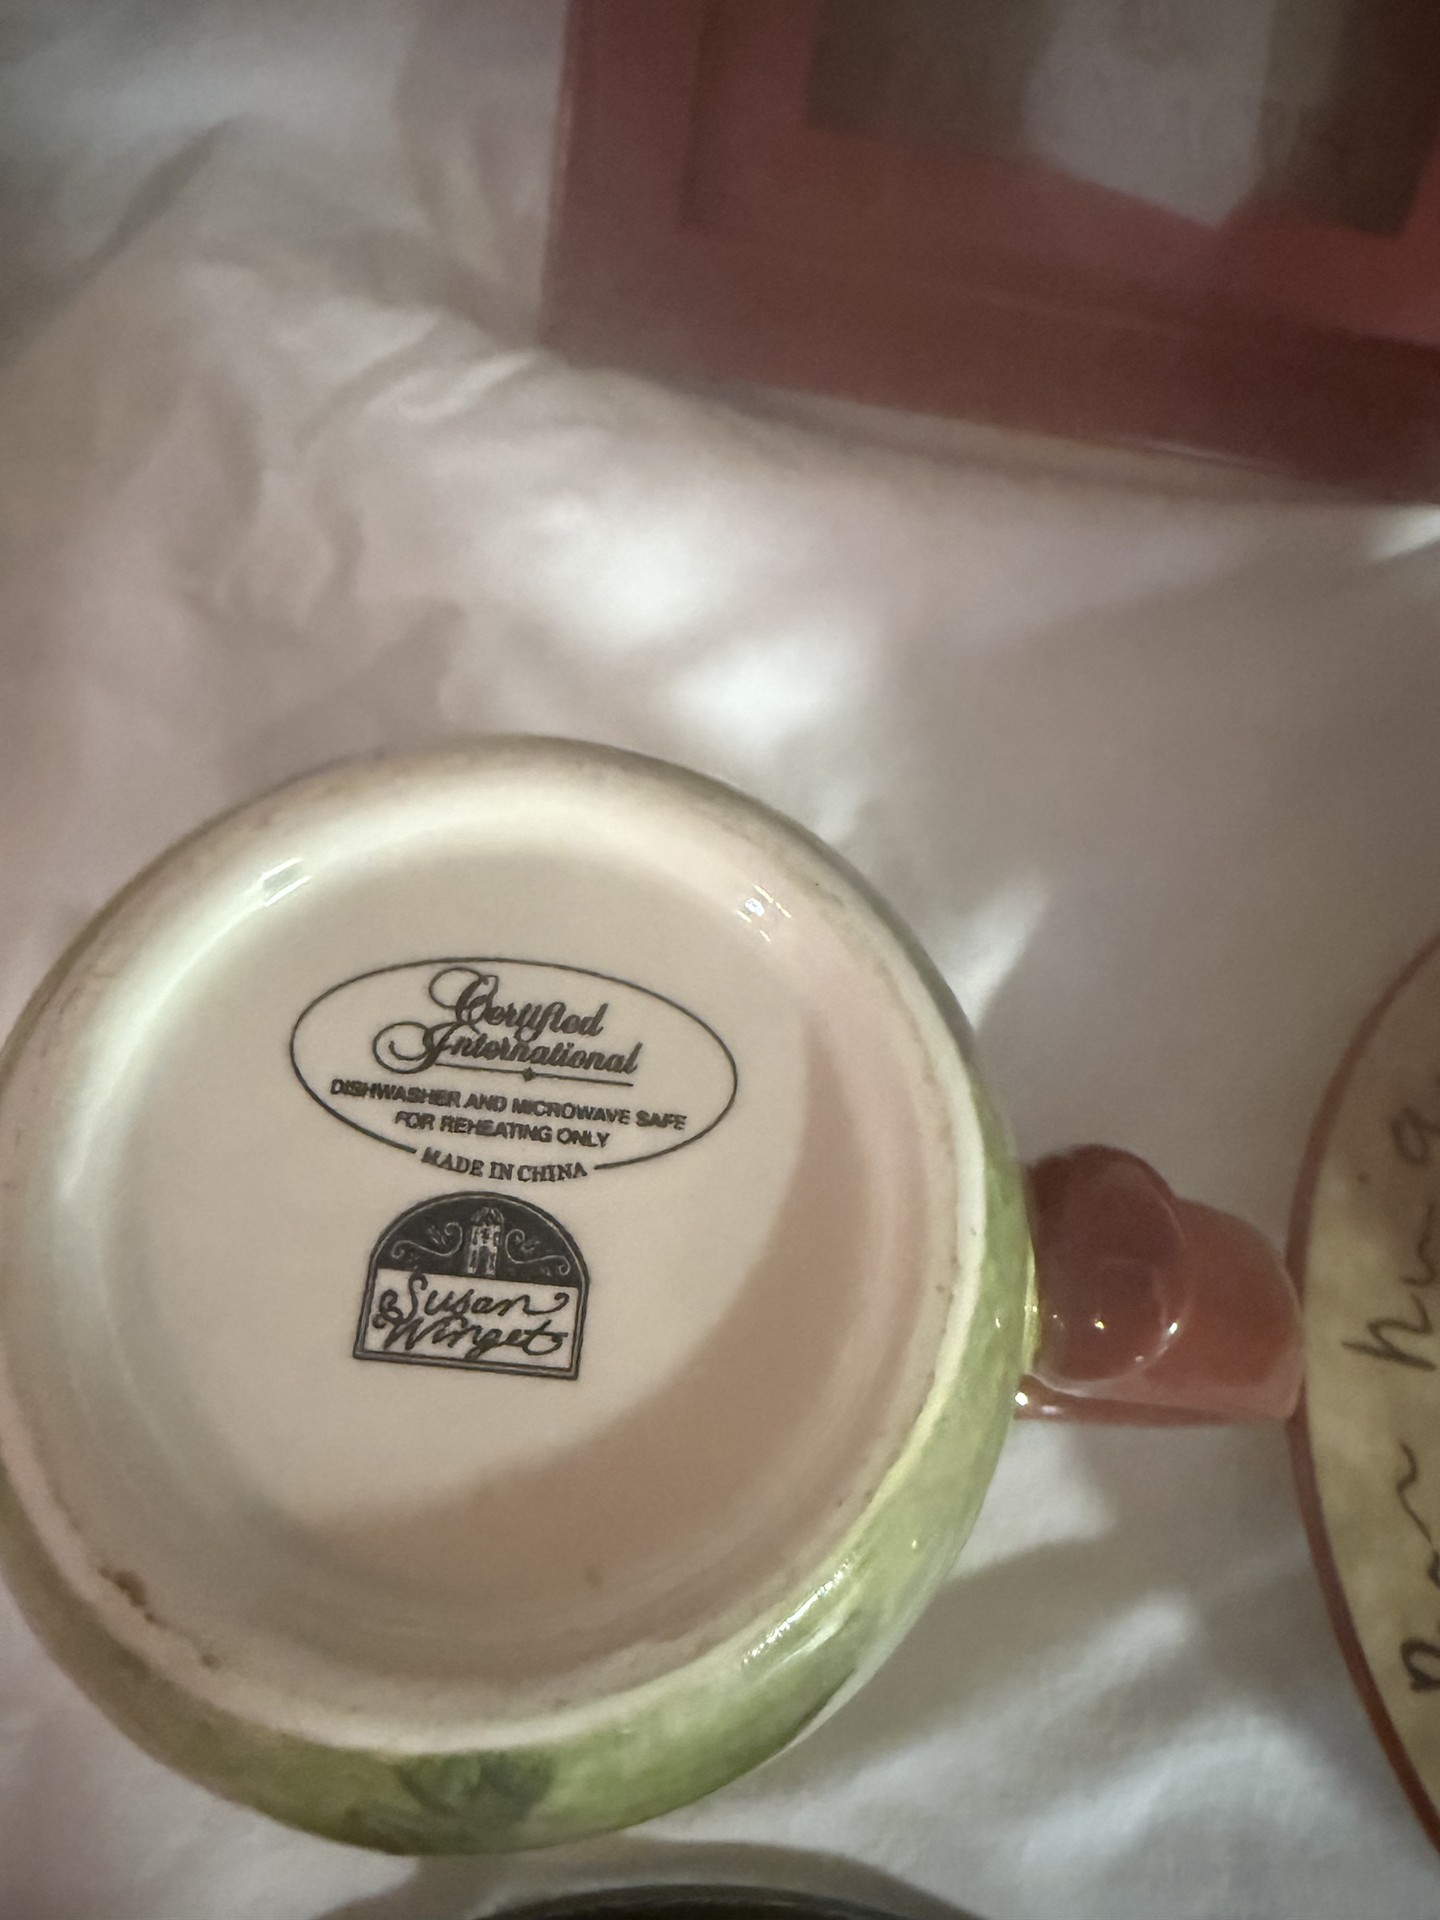 Certified
International
DISHWASHER AND MICROWAVE SAFE
FOR REHEATING ONLY
MADE IN CHINA
Susan
Winget